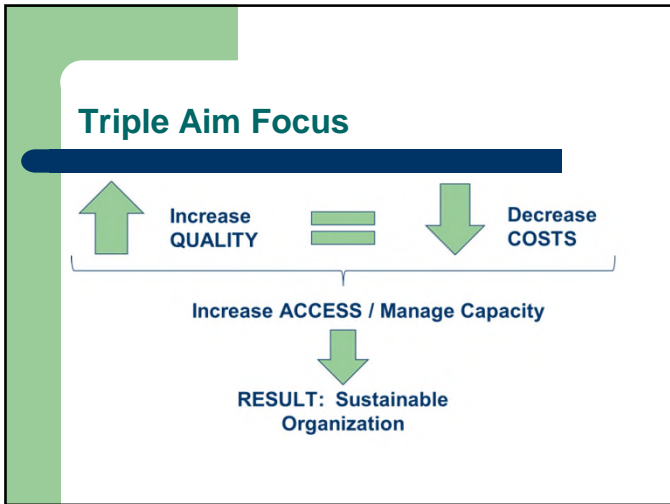 Triple Aim Focus
Increase
QUALITY
Decrease
COSTS
Increase ACCESS / Manage Capacity
RESULT: Sustainable
Organization